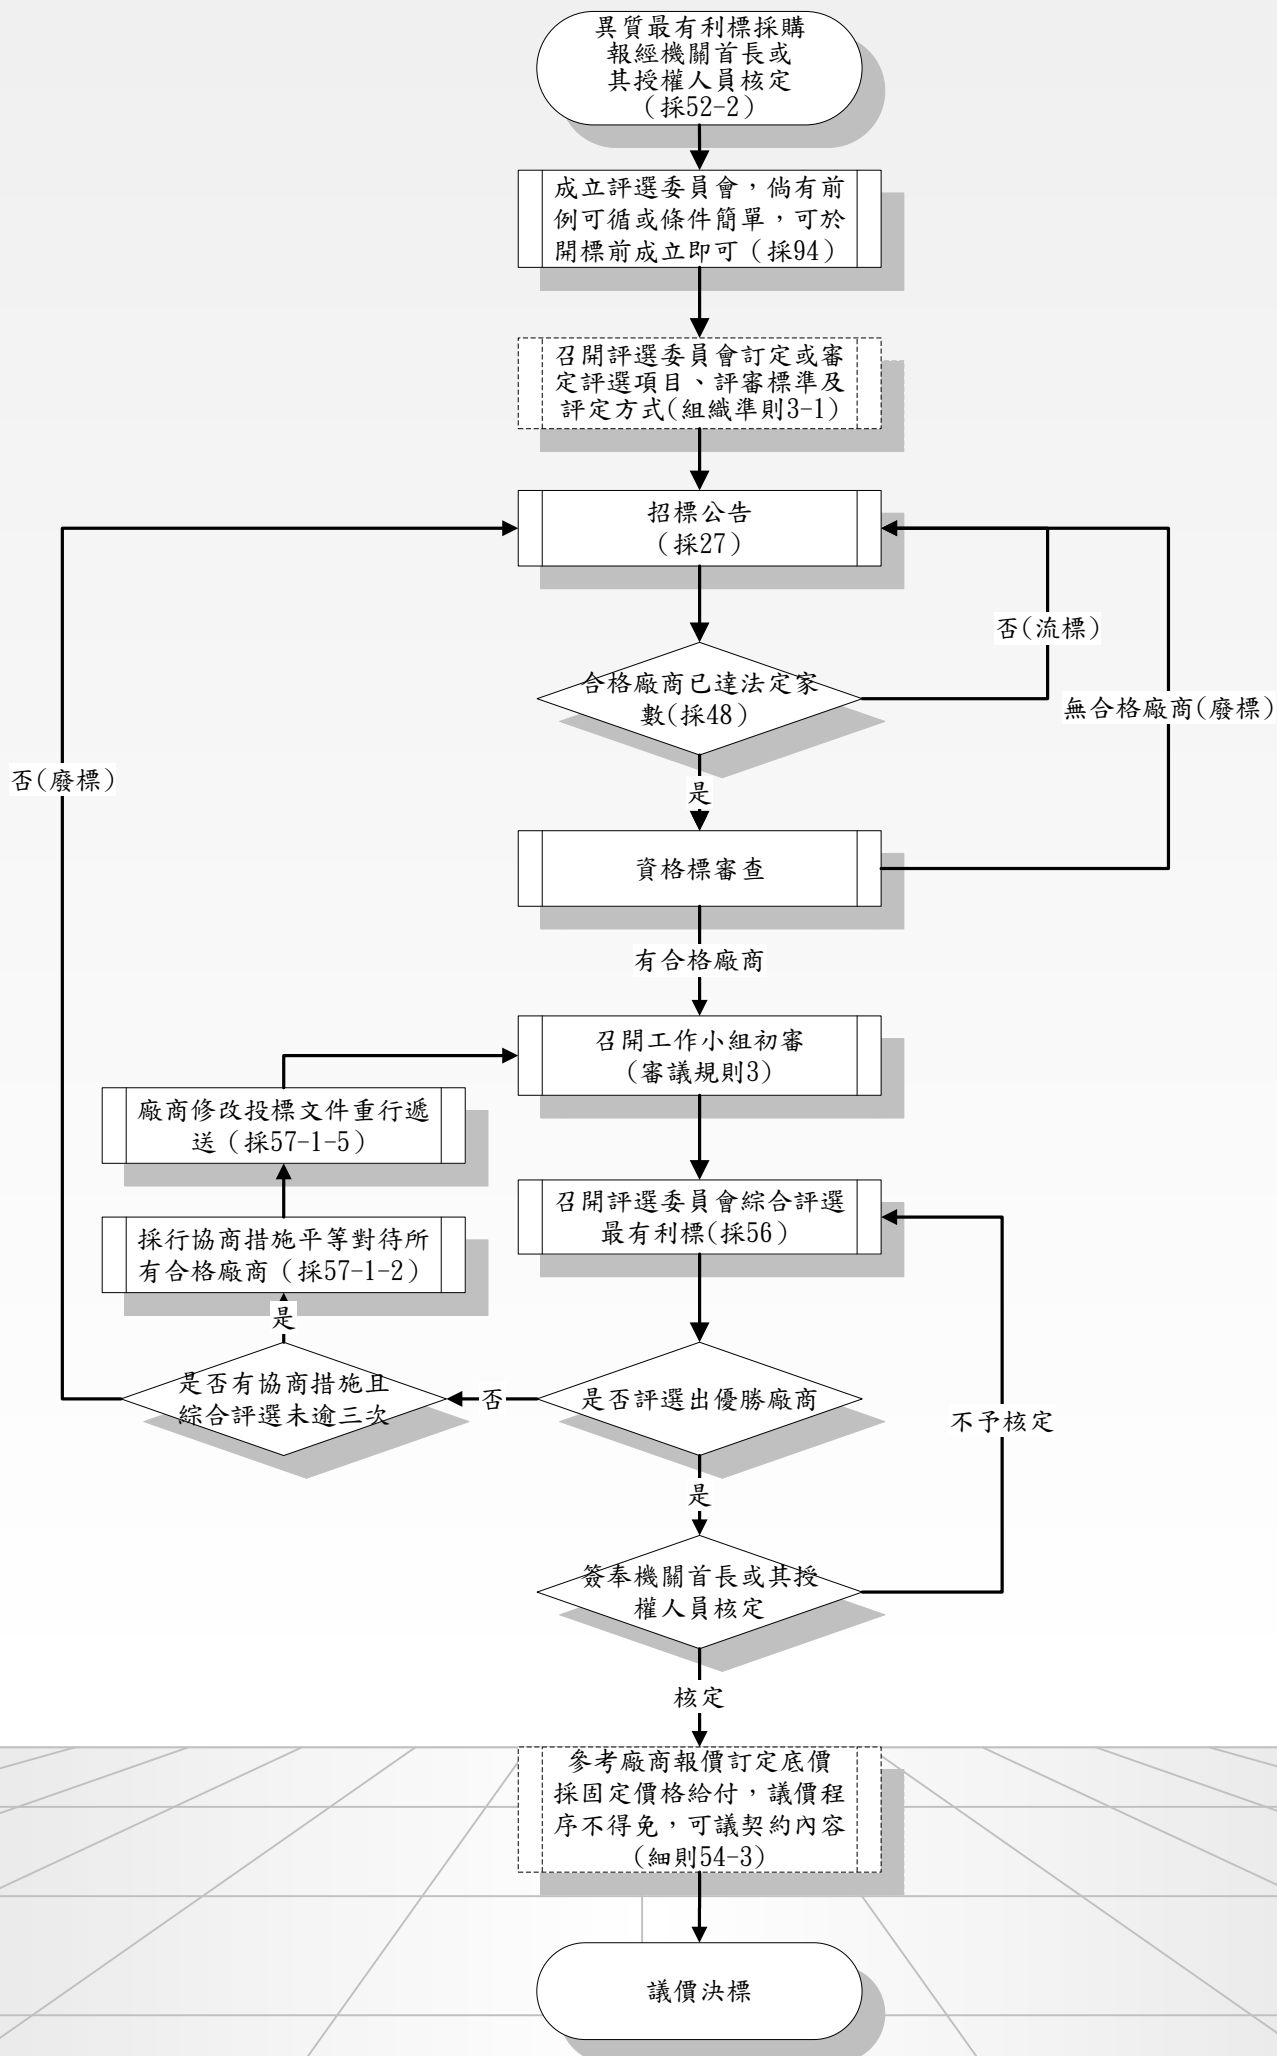 異質最有利標採購
報經機關首長或
其授權人員核定
（採52-2）
成立評選委員會，倘有前
例可循或條件簡單，可於
開標前成立即可（採94）
召開評選委員會訂定或審
定評選項目、評審標準及
評定方式(組織準則3-1)
招標公告
（採27）
否(流標)
合格廠商已達法定家
數(採48)
無合格廠商(廢標)
否(廢標)
是
資格標審查
有合格廠商
召開工作小組初審
(審議規則3)
廠商修改投標文件重行遞
送（採57-1-5）
召開評選委員會綜合評選
最有利標(採56)
採行協商措施平等對待所
有合格廠商（採57-1-2）
是
是否有協商措施且
綜合評選未逾三次
否
是否評選出優勝廠商
不予核定
是
簽奉機關首長或其授
權人員核定
核定
參考廠商報價訂定底價
採固定價格給付，議價程
序不得免，可議契約內容
(細則54-3)
議價決標